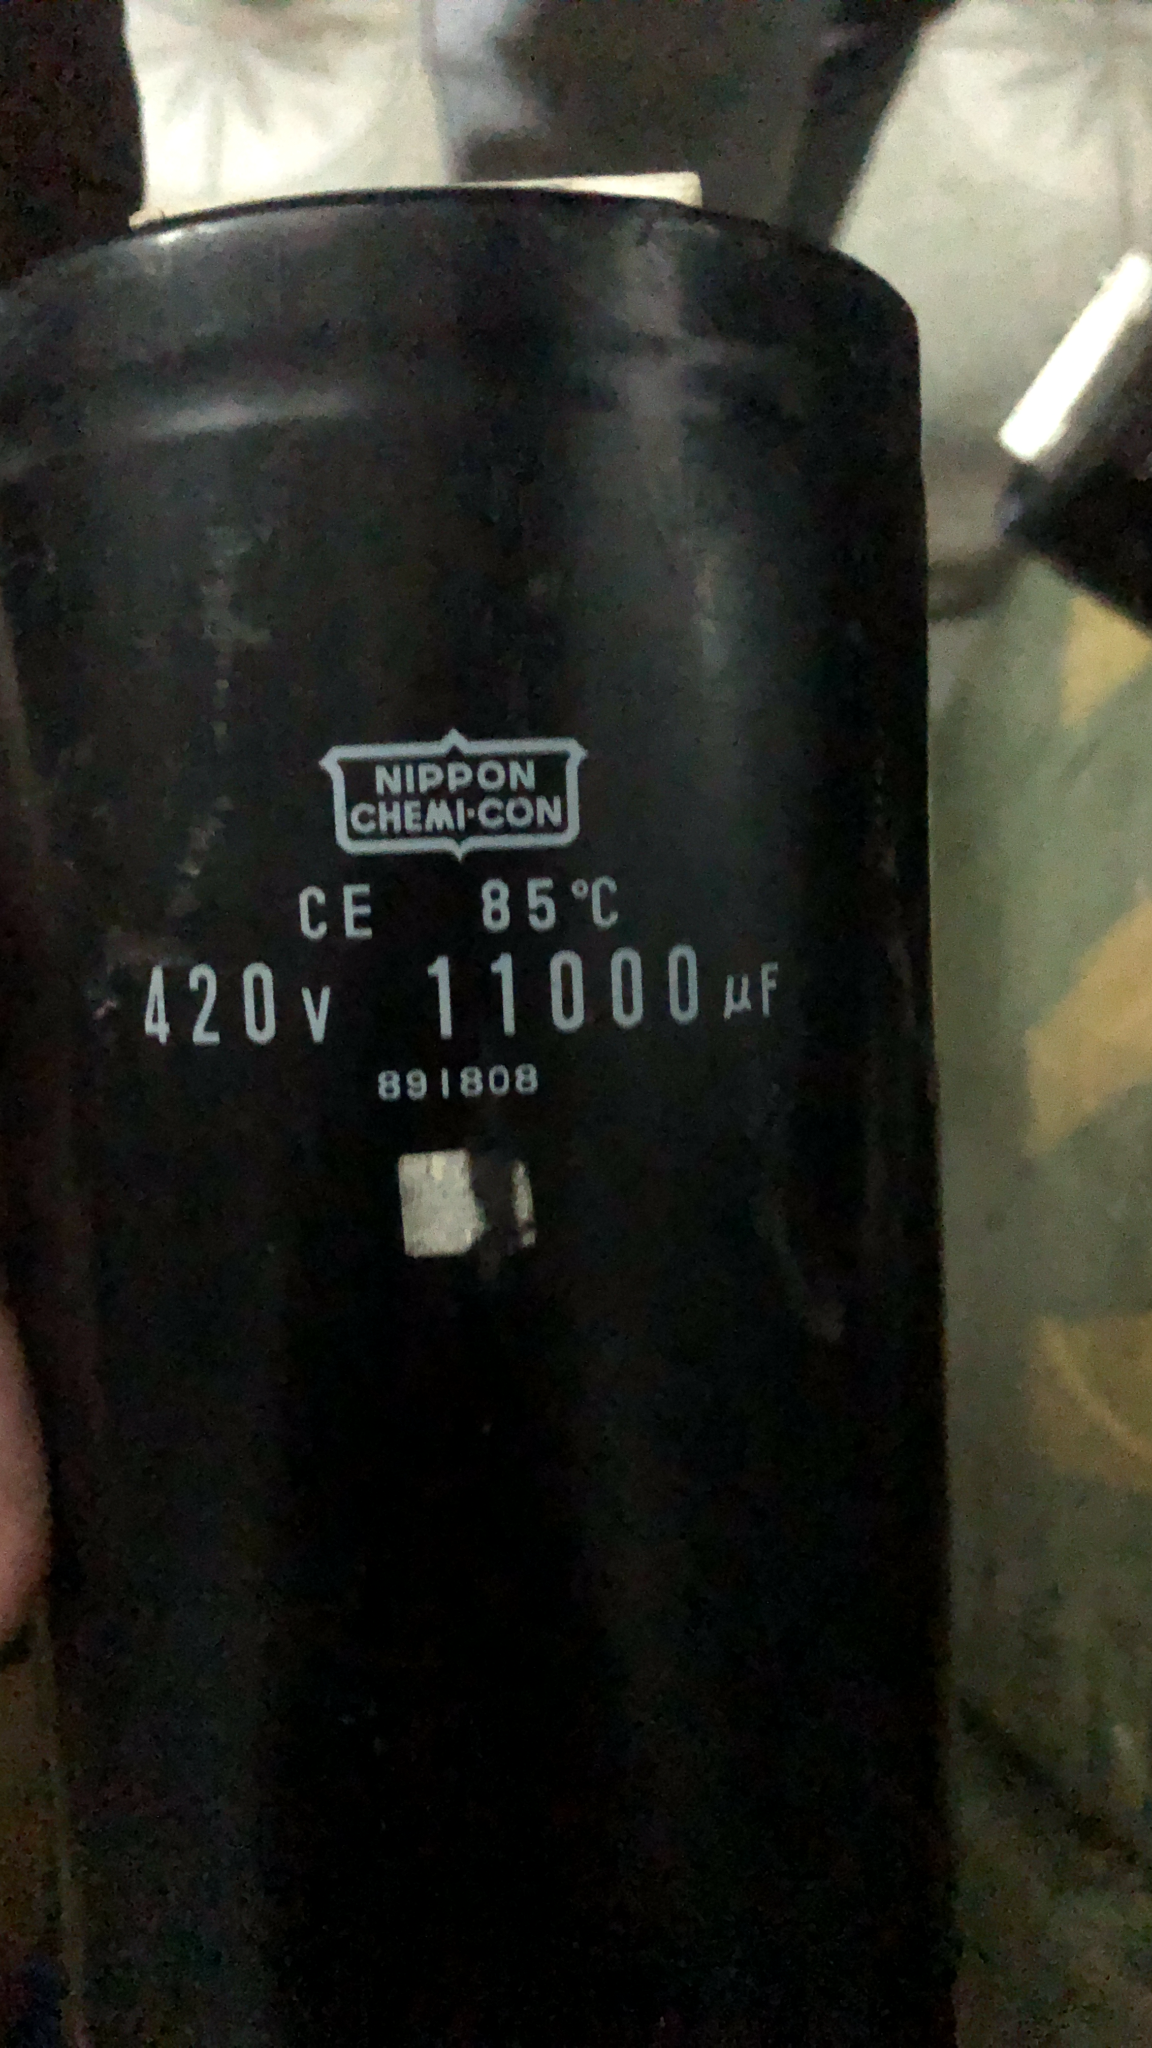 NIPPON
CHEMI-CON
CE 85°C
420V 11000μF
891808